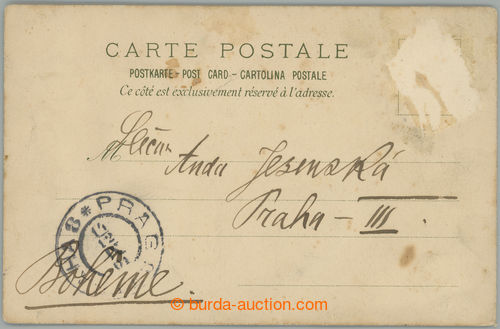 CARTE POSTALE
POSTKARTE - POST CARD - CARTOLINA POSTALE
Ce côté est exclusivement réservé à l'adresse.
Slečna Anda Jesenská
Praha - III
PRAG
Bohême.
burda-auction.com